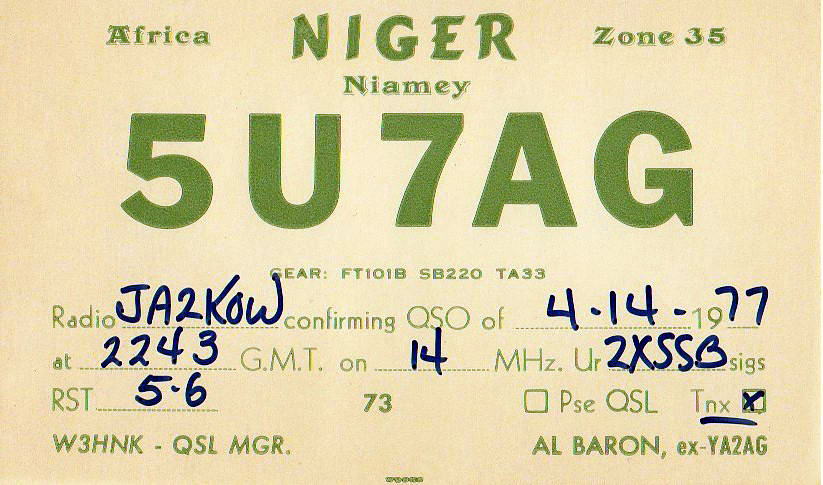 Africa NIGER Zone 35
Niamey
5U7AG
GEAR: FT101B SB220 TA33
Radio JA2KOW confirming QSO of 4-14-1977
at 2243 G.M.T. on 14 MHz. Ur 2XSSB sigs
RST 5-6 73 Pse QSL Tnx X
W3HNK - QSL MGR. AL BARON, ex-YA2AG